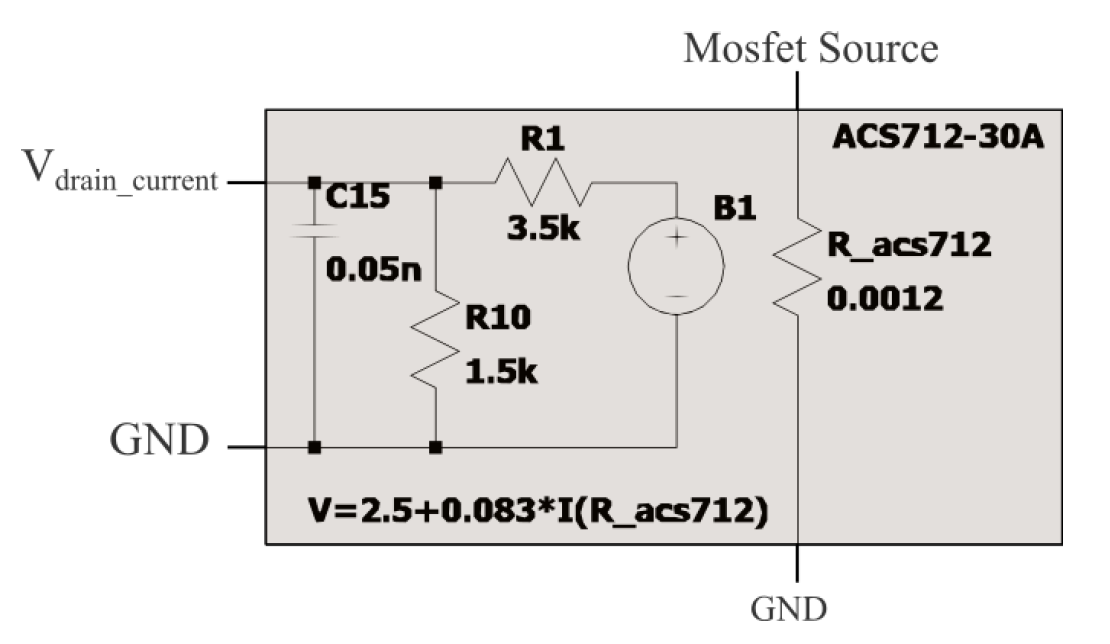 Mosfet Source
ACS712-30A
R1
3.5k
V drain_current
C15
0.05n
B1
+
−
R_acs712
0.0012
R10
1.5k
GND
V=2.5+0.083*I(R_acs712)
GND